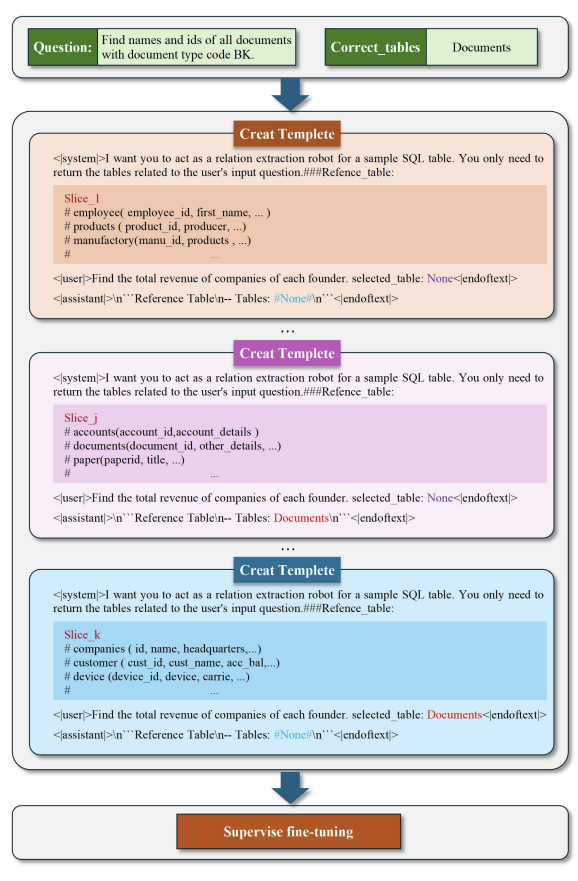 Question:
Find names and ids of all documents
with document type code BK.
Correct_tables
Documents
Creat Templete
<|system|>I want you to act as a relation extraction robot for a sample SQL table. You only need to
return the tables related to the user's input question.###Refence_table:
Slice_1
# employee( employee_id, first_name, ... )
# products ( product_id, producer, ...)
# manufactory(manu_id, products , ...)
# ...
<|user|>Find the total revenue of companies of each founder. selected_table: None<|endoftext|>
<|assistant|>\n```Reference Table\n-- Tables: #None#\n```<|endoftext|>
...
Creat Templete
<|system|>I want you to act as a relation extraction robot for a sample SQL table. You only need to
return the tables related to the user's input question.###Refence_table:
Slice_j
# accounts(account_id,account_details )
# documents(document_id, other_details, ...)
# paper(paperid, title, ...)
# ...
<|user|>Find the total revenue of companies of each founder. selected_table: None<|endoftext|>
<|assistant|>\n```Reference Table\n-- Tables: Documents\n```<|endoftext|>
...
Creat Templete
<|system|>I want you to act as a relation extraction robot for a sample SQL table. You only need to
return the tables related to the user's input question.###Refence_table:
Slice_k
# companies ( id, name, headquarters,...)
# customer ( cust_id, cust_name, acc_bal,...)
# device (device_id, device, carrie, ...)
# ...
<|user|>Find the total revenue of companies of each founder. selected_table: Documents<|endoftext|>
<|assistant|>\n```Reference Table\n-- Tables: #None#\n```<|endoftext|>
Supervise fine-tuning